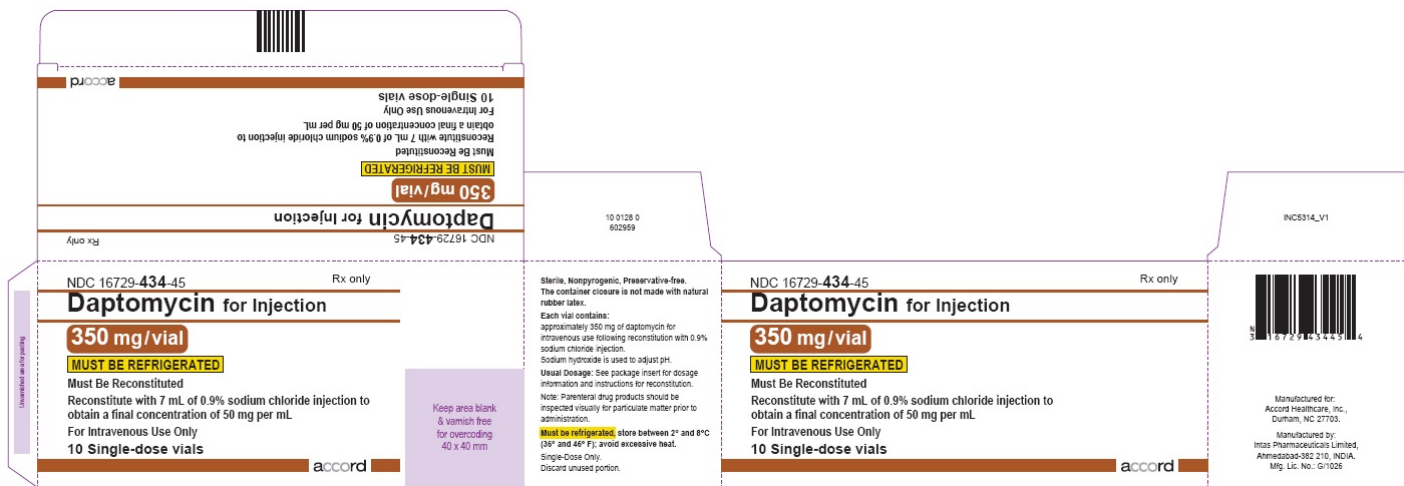 accord
10 Single-dose vials
For Intravenous Use Only
obtain a final concentration of 50 mg per mL
Reconstitute with 7 mL of 0.9% sodium chloride injection to
Must Be Reconstituted
MUST BE REFRIGERATED
350 mg/vial
Daptomycin for Injection
NDC 16729-434-45
Rx only
Unvarnished area for pasting
NDC 16729-434-45
Rx only
Daptomycin for Injection
350 mg/vial
MUST BE REFRIGERATED
Must Be Reconstituted
Reconstitute with 7 mL of 0.9% sodium chloride injection to
obtain a final concentration of 50 mg per mL
For Intravenous Use Only
10 Single-dose vials
accord
Keep area blank
& varnish free
for overcoding
40 x 40 mm
10 0128 0
602959
Sterile, Nonpyrogenic, Preservative-free.
The container closure is not made with natural
rubber latex.
Each vial contains:
approximately 350 mg of daptomycin for
intravenous use following reconstitution with 0.9%
sodium chloride injection.
Sodium hydroxide is used to adjust pH.
Usual Dosage: See package insert for dosage
information and instructions for reconstitution.
Note: Parenteral drug products should be
inspected visually for particulate matter prior to
administration.
Must be refrigerated, store between 2° and 8°C
(36° and 46° F); avoid excessive heat.
Single-Dose Only.
Discard unused portion.
NDC 16729-434-45
Rx only
Daptomycin for Injection
350 mg/vial
MUST BE REFRIGERATED
Must Be Reconstituted
Reconstitute with 7 mL of 0.9% sodium chloride injection to
obtain a final concentration of 50 mg per mL
For Intravenous Use Only
10 Single-dose vials
accord
INC5314_V1
N
3 16729 43445 4
Manufactured for:
Accord Healthcare, Inc.,
Durham, NC 27703.
Manufactured by:
Intas Pharmaceuticals Limited,
Ahmedabad-382 210, INDIA.
Mfg. Lic. No.: G/1026